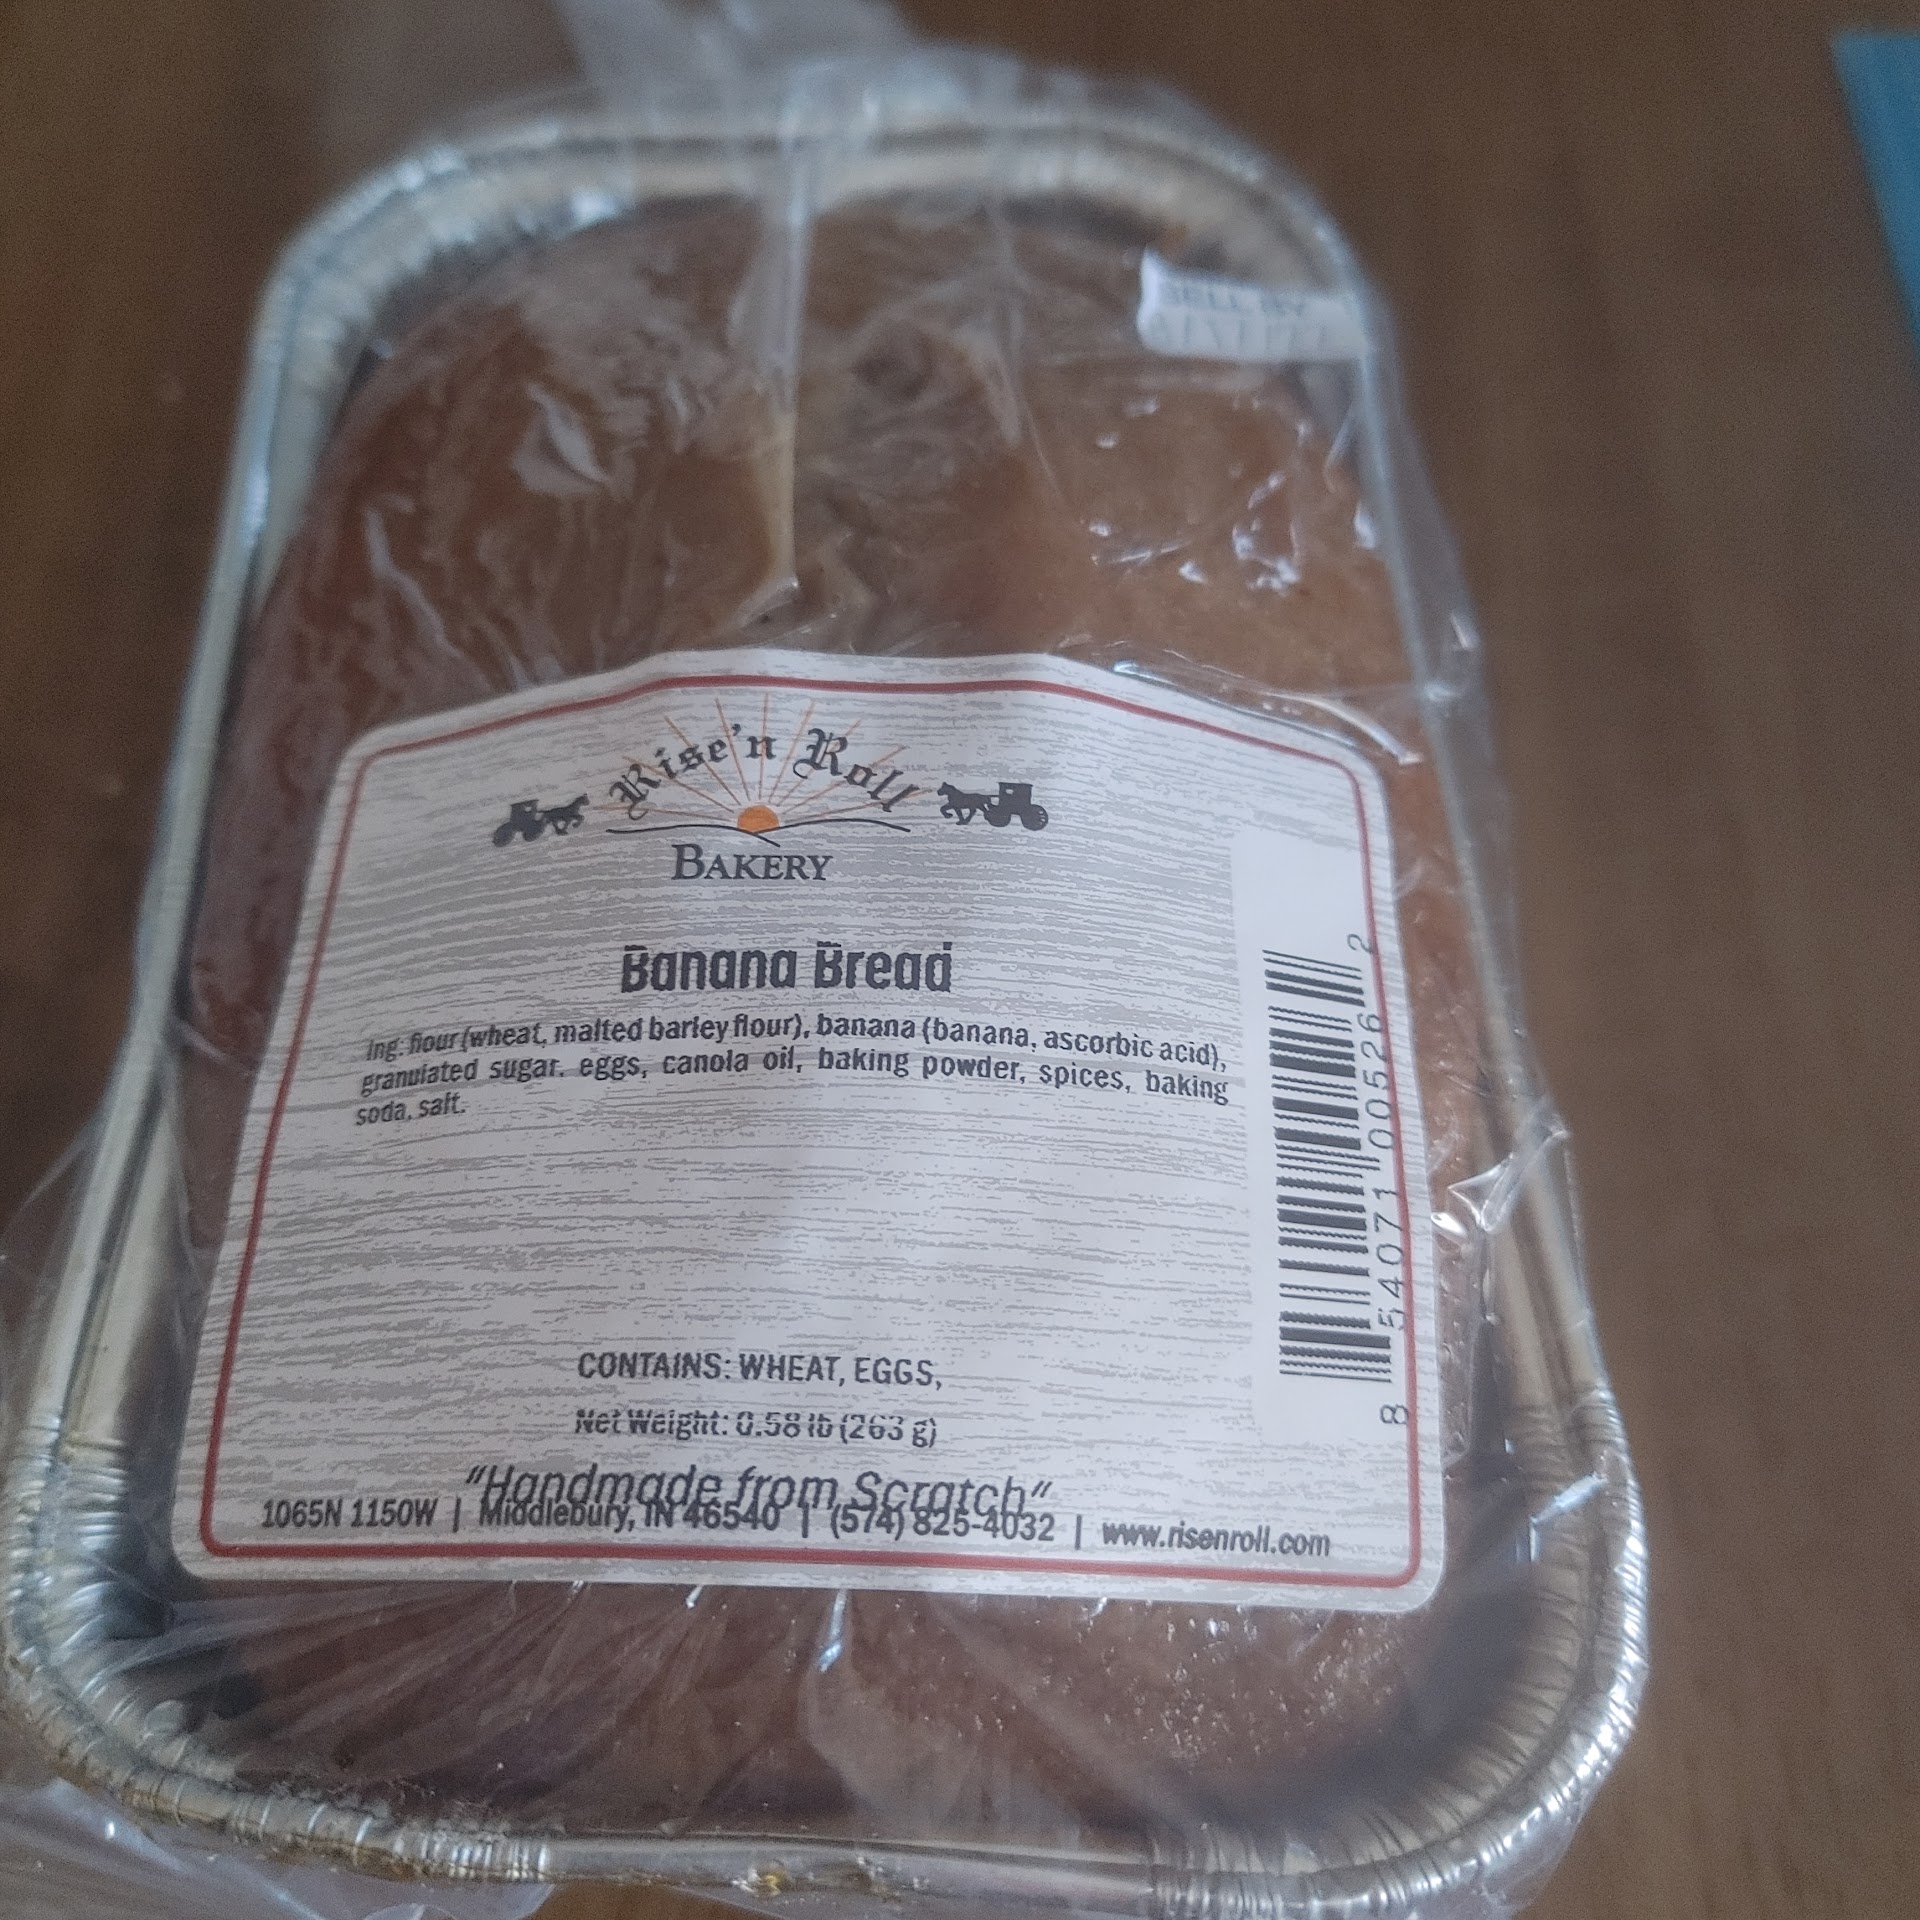 SELL BY
Rise'n Roll
BAKERY
Banana Bread
Ing: flour (wheat, malted barley flour), banana (banana, ascorbic acid),
granulated sugar, eggs, canola oil, baking powder, spices, baking
soda, salt.
CONTAINS: WHEAT, EGGS,
Net Weight: 0.58 lb (263 g)
"Handmade from Scratch"
1065N 1150W | Middlebury, IN 46540 | (574) 825-4032 | www.risenroll.com
8 54071 00526 2